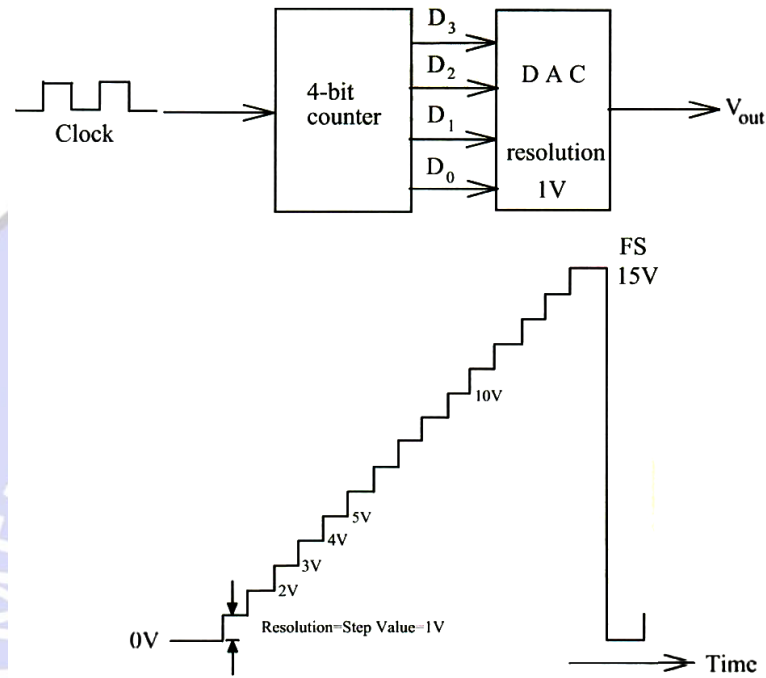 D3
D2
D1
D0
4-bit
counter
D A C
resolution
1V
Vout
Clock
FS
15V
10V
5V
4V
3V
2V
Resolution=Step Value=1V
0V
Time